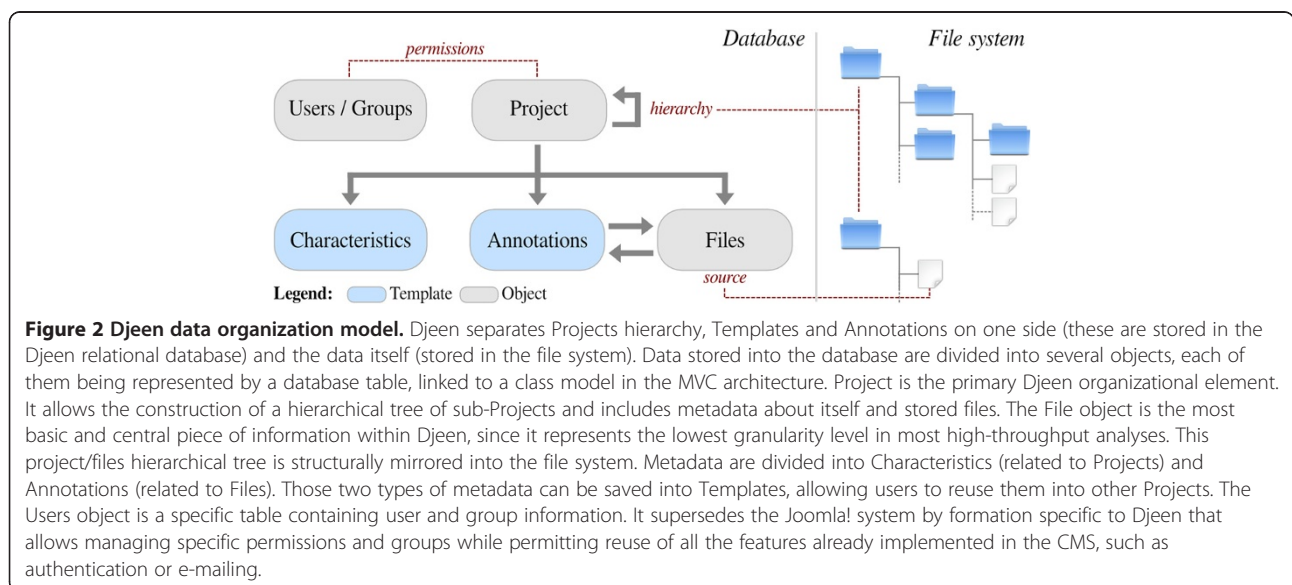 Database
File system
permissions
Users / Groups
Project
hierarchy
Characteristics
Annotations
Files
source
Legend: Template Object
Figure 2 Djeen data organization model. Djeen separates Projects hierarchy, Templates and Annotations on one side (these are stored in the
Djeen relational database) and the data itself (stored in the file system). Data stored into the database are divided into several objects, each of
them being represented by a database table, linked to a class model in the MVC architecture. Project is the primary Djeen organizational element.
It allows the construction of a hierarchical tree of sub-Projects and includes metadata about itself and stored files. The File object is the most
basic and central piece of information within Djeen, since it represents the lowest granularity level in most high-throughput analyses. This
project/files hierarchical tree is structurally mirrored into the file system. Metadata are divided into Characteristics (related to Projects) and
Annotations (related to Files). Those two types of metadata can be saved into Templates, allowing users to reuse them into other Projects. The
Users object is a specific table containing user and group information. It supersedes the Joomla! system by formation specific to Djeen that
allows managing specific permissions and groups while permitting reuse of all the features already implemented in the CMS, such as
authentication or e-mailing.